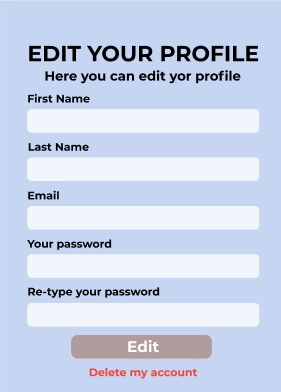 EDIT YOUR PROFILE
Here you can edit yor profile
First Name
Last Name
Email
Your password
Re-type your password
Edit
Delete my account